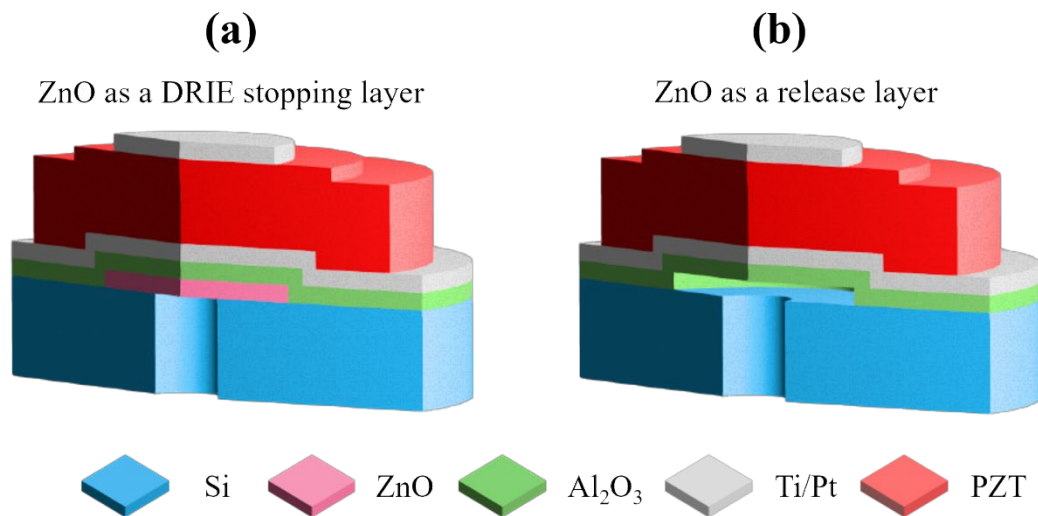 (a)
(b)
ZnO as a DRIE stopping layer
ZnO as a release layer
Si
ZnO
Al₂O₃
Ti/Pt
PZT